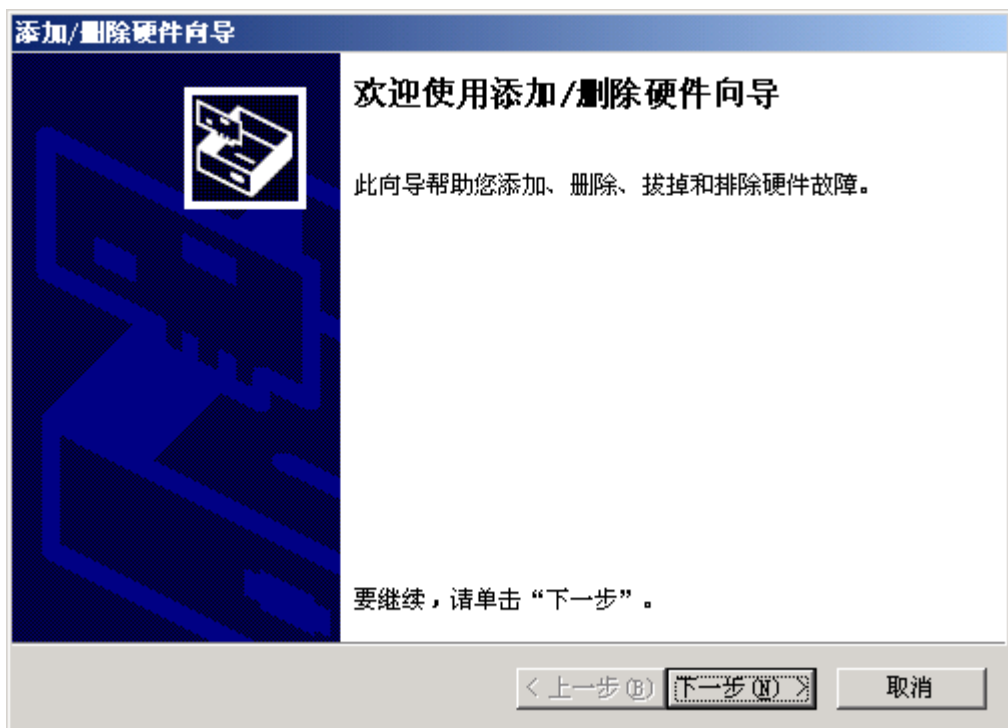 添加/删除硬件向导
欢迎使用添加/删除硬件向导
此向导帮助您添加、删除、拔掉和排除硬件故障。
要继续，请单击“下一步”。
< 上一步(B) 下一步(N) > 取消